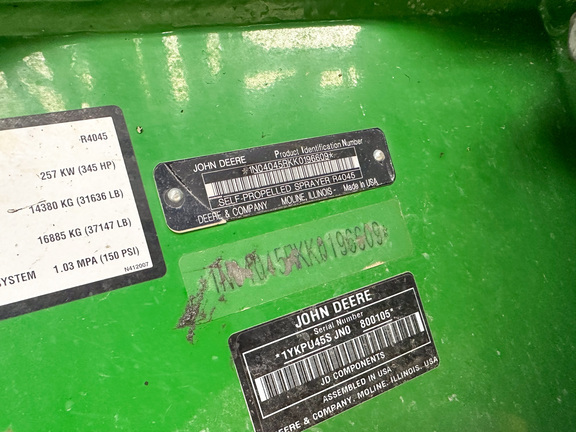 R4045
257 KW (345 HP)
14380 KG (31636 LB)
16885 KG (37147 LB)
SYSTEM 1.03 MPA (150 PSI)
N412007
JOHN DEERE Product Identification Number
*1N04045RKK0196609*
SELF-PROPELLED SPRAYER R4045
DEERE & COMPANY MOLINE, ILLINOIS - Made in USA
1N04045RKK0196609*
JOHN DEERE
Serial Number
*1YKPU45S JN0 800105*
JD COMPONENTS
ASSEMBLED IN USA
DEERE & COMPANY, MOLINE, ILLINOIS, USA